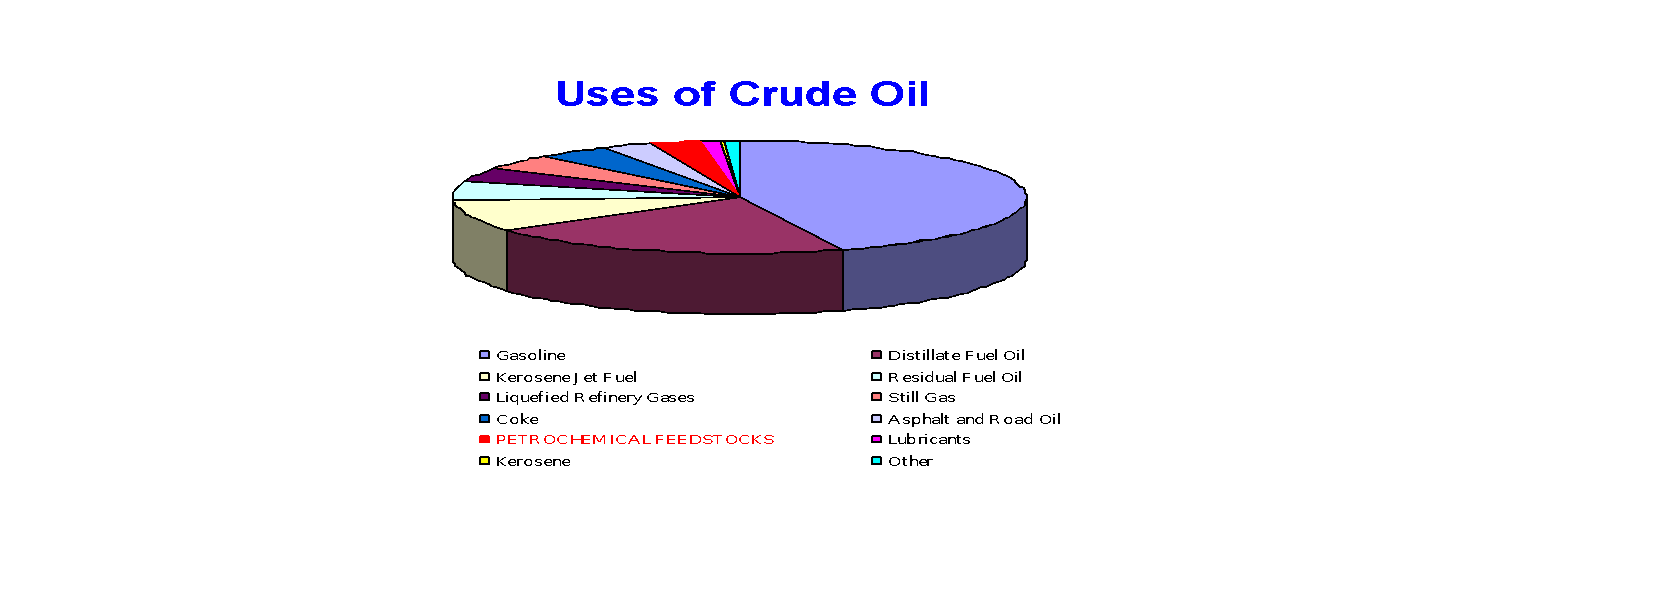 Uses of Crude Oil
Gasoline
Distillate Fuel Oil
Kerosene Jet Fuel
Residual Fuel Oil
Liquefied Refinery Gases
Still Gas
Coke
Asphalt and Road Oil
PETROCHEMICAL FEEDSTOCKS
Lubricants
Kerosene
Other